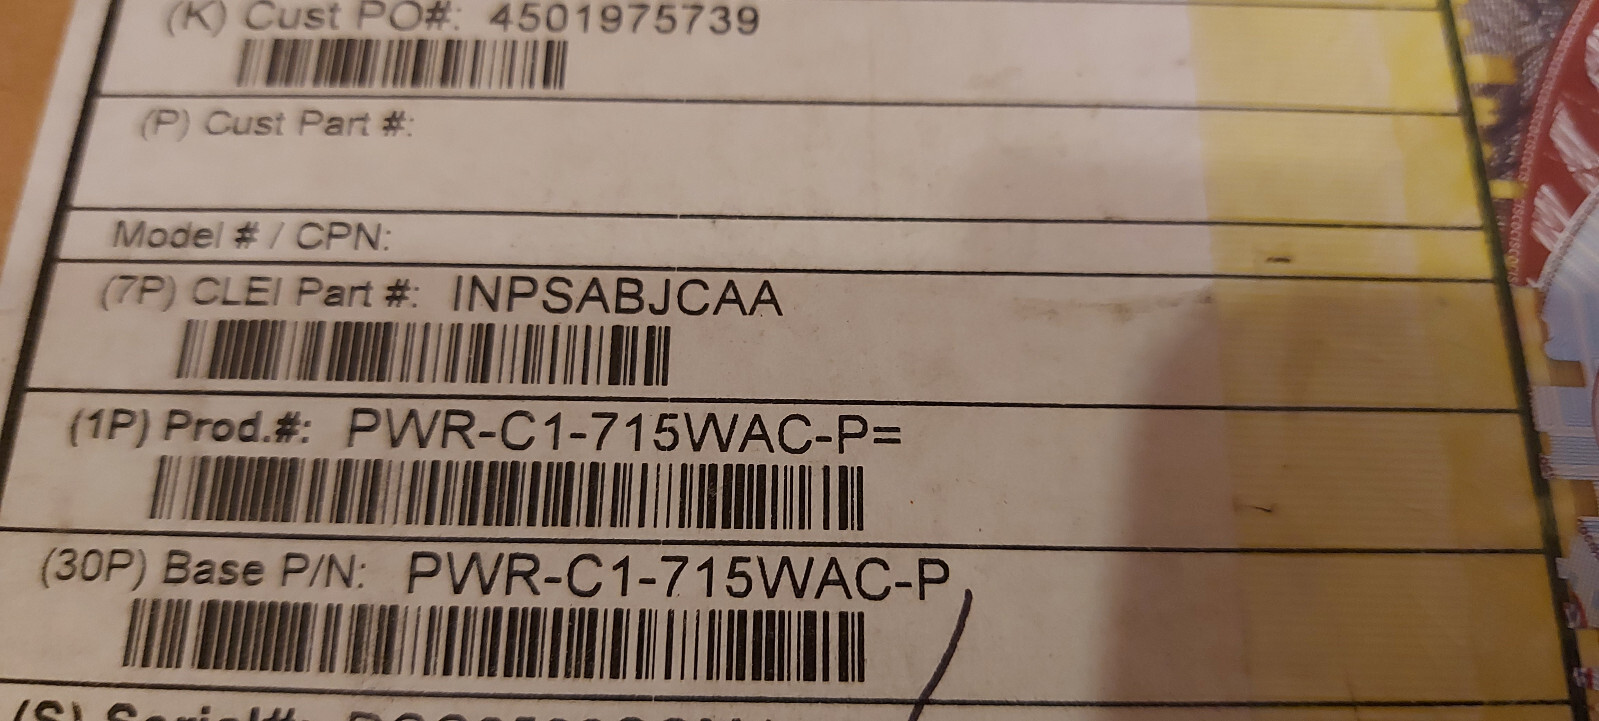 (K) Cust PO#: 4501975739
(P) Cust Part #:
Model # / CPN:
(7P) CLEI Part #: INPSABJCAA
(1P) Prod.#: PWR-C1-715WAC-P=
(30P) Base P/N: PWR-C1-715WAC-P
(S) Serial#: